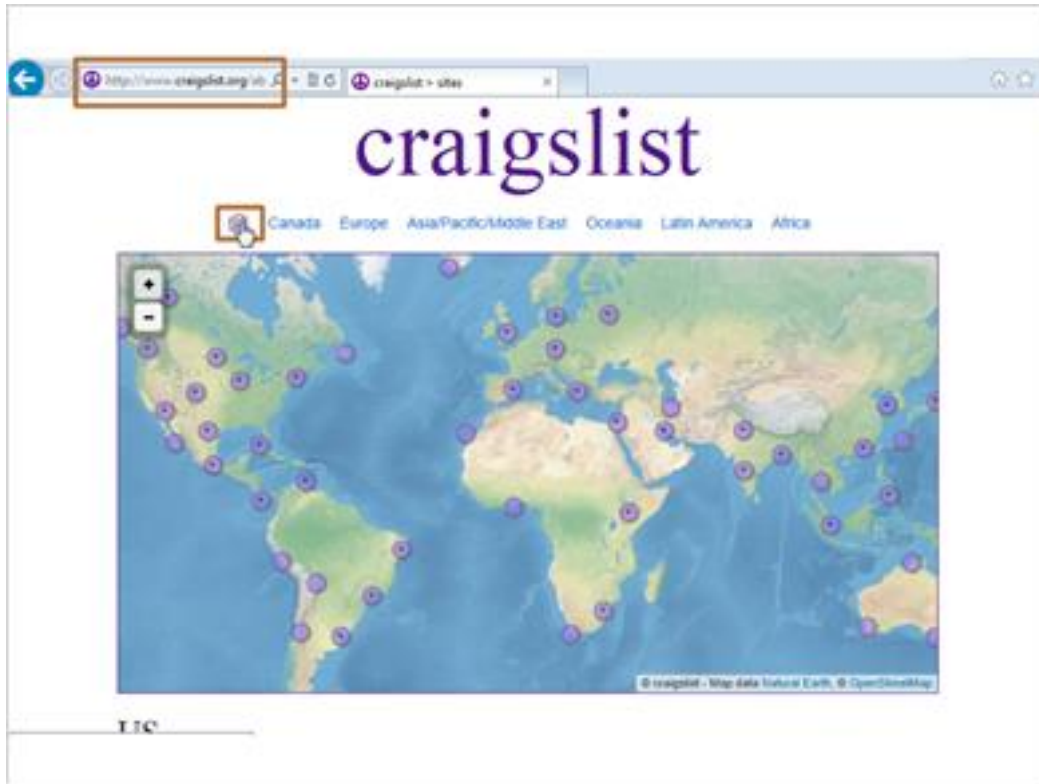 http://www.craigslist.org/ab
craigslist > sites
craigslist
Canada Europe Asia/Pacific/Middle East Oceania Latin America Africa
+
-
© craigslist - Map data Natural Earth, © OpenStreetMap
US